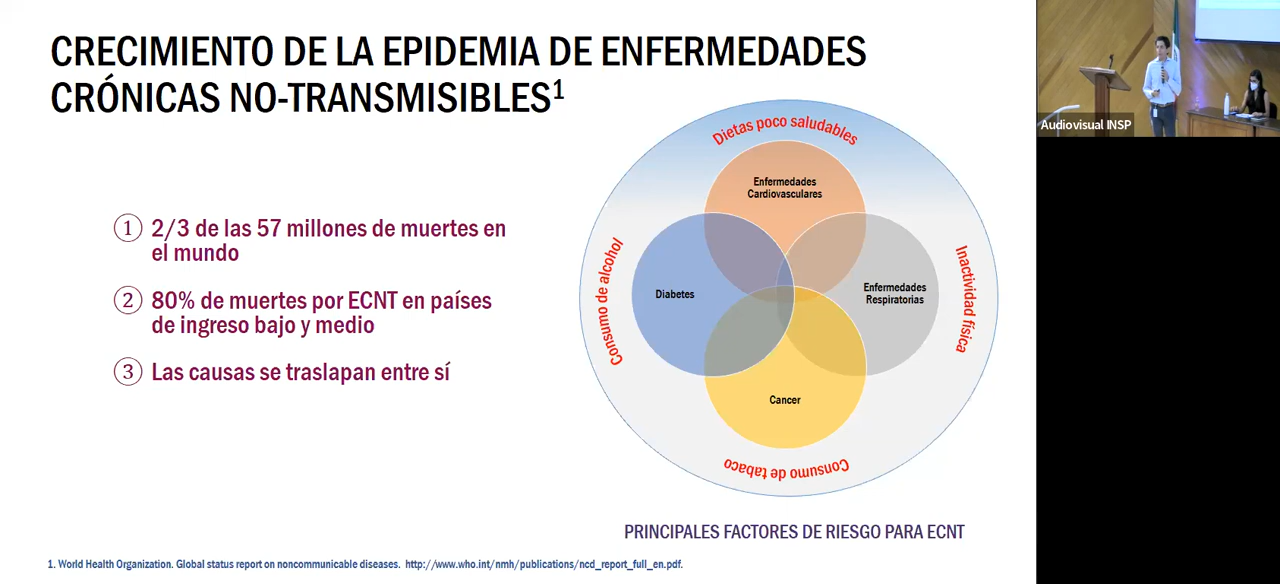 CRECIMIENTO DE LA EPIDEMIA DE ENFERMEDADES
CRÓNICAS NO-TRANSMISIBLES¹
1 2/3 de las 57 millones de muertes en
el mundo
2 80% de muertes por ECNT en países
de ingreso bajo y medio
3 Las causas se traslapan entre sí
Dietas poco saludables
Enfermedades
Cardiovasculares
Consumo de alcohol
Diabetes
Enfermedades
Respiratorias
Inactividad física
Cancer
Consumo de tabaco
PRINCIPALES FACTORES DE RIESGO PARA ECNT
1. World Health Organization. Global status report on noncommunicable diseases. http://www.who.int/nmh/publications/ncd_report_full_en.pdf.
Audiovisual INSP